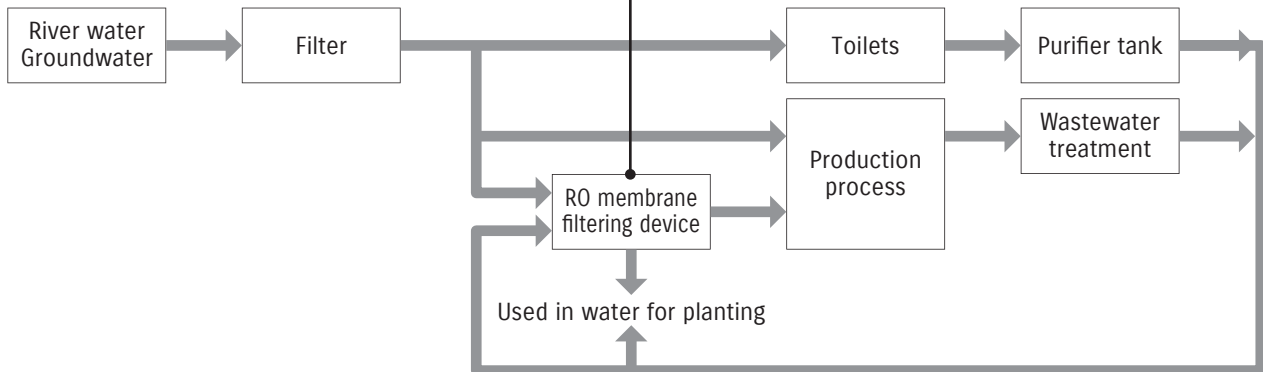 River water
Groundwater
Filter
Toilets
Purifier tank
Production
process
Wastewater
treatment
RO membrane
filtering device
Used in water for planting